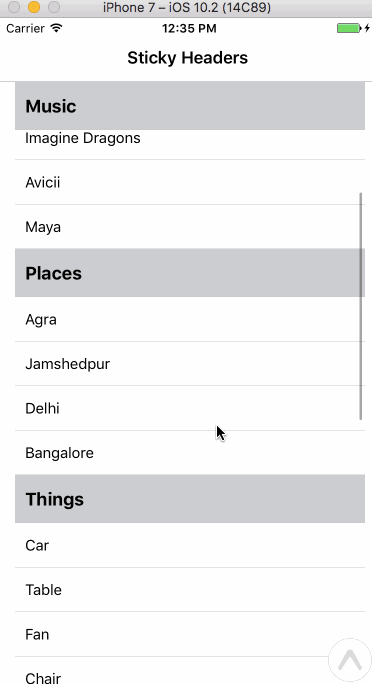 iPhone 7 – iOS 10.2 (14C89)
Carrier 12:35 PM
Sticky Headers
Music
Imagine Dragons
Avicii
Maya
Places
Agra
Jamshedpur
Delhi
Bangalore
Things
Car
Table
Fan
Chair